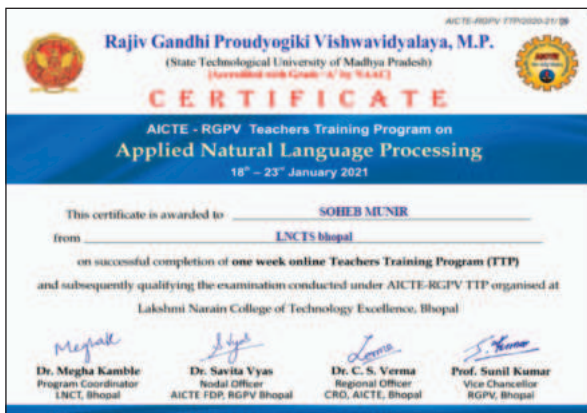 AICTE-RGPV TTP/2020-21/
Rajiv Gandhi Proudyogiki Vishwavidyalaya, M.P.
(State Technological University of Madhya Pradesh)
(Accredited with Grade 'A' by NAAC)
CERTIFICATE
AICTE - RGPV Teachers Training Program on
Applied Natural Language Processing
18th – 23rd January 2021
This certificate is awarded to SOHEB MUNIR
from LNCTS bhopal
on successful completion of one week online Teachers Training Program (TTP)
and subsequently qualifying the examination conducted under AICTE-RGPV TTP organised at
Lakshmi Narain College of Technology Excellence, Bhopal
Dr. Megha Kamble
Program Coordinator
LNCT, Bhopal
Dr. Savita Vyas
Nodal Officer
AICTE FDP, RGPV Bhopal
Dr. C. S. Verma
Regional Officer
CRO, AICTE, Bhopal
Prof. Sunil Kumar
Vice Chancellor
RGPV, Bhopal